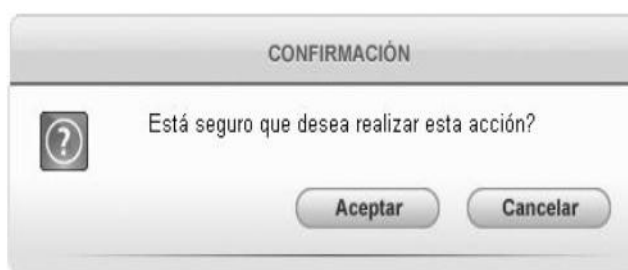 CONFIRMACIÓN
Está seguro que desea realizar esta acción?
Aceptar Cancelar